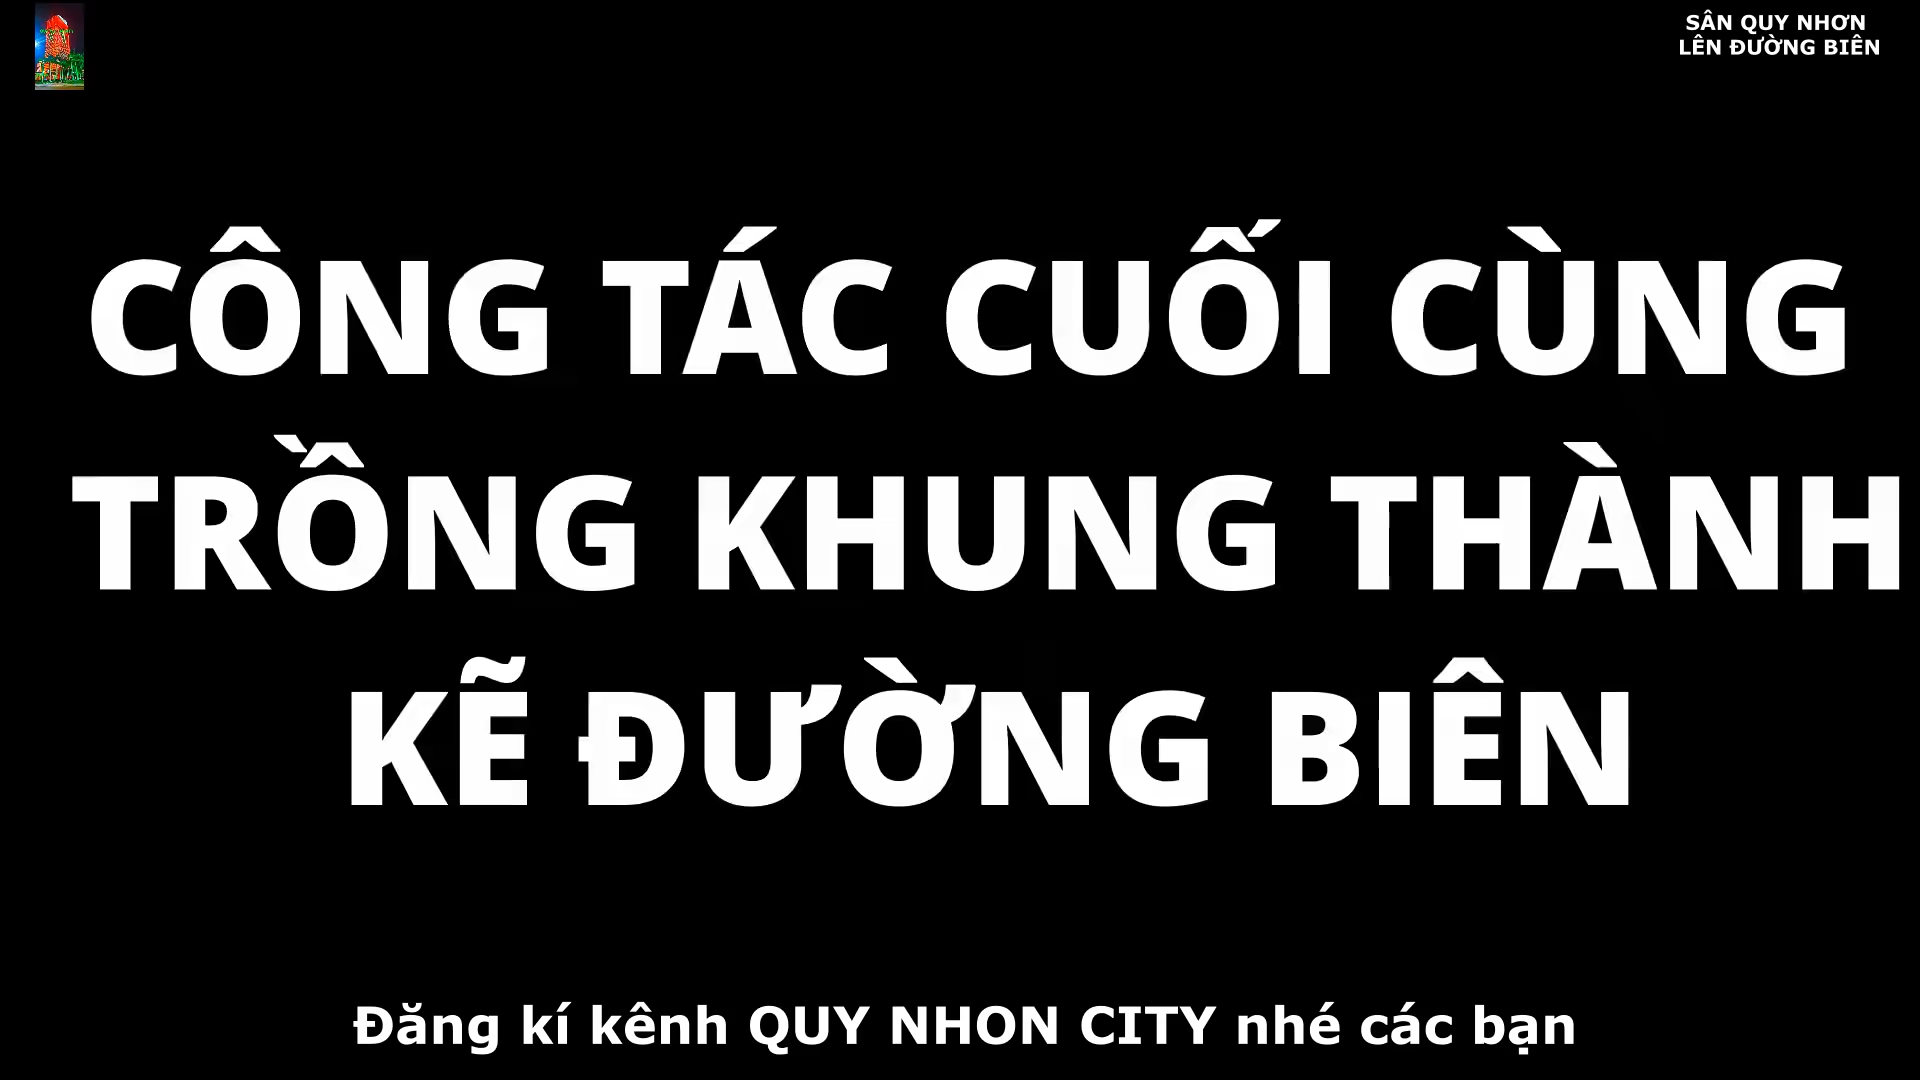 SÂN QUY NHƠN
LÊN ĐƯỜNG BIÊN
CÔNG TÁC CUỐI CÙNG
TRỒNG KHUNG THÀNH
KẼ ĐƯỜNG BIÊN
Đăng kí kênh QUY NHON CITY nhé các bạn